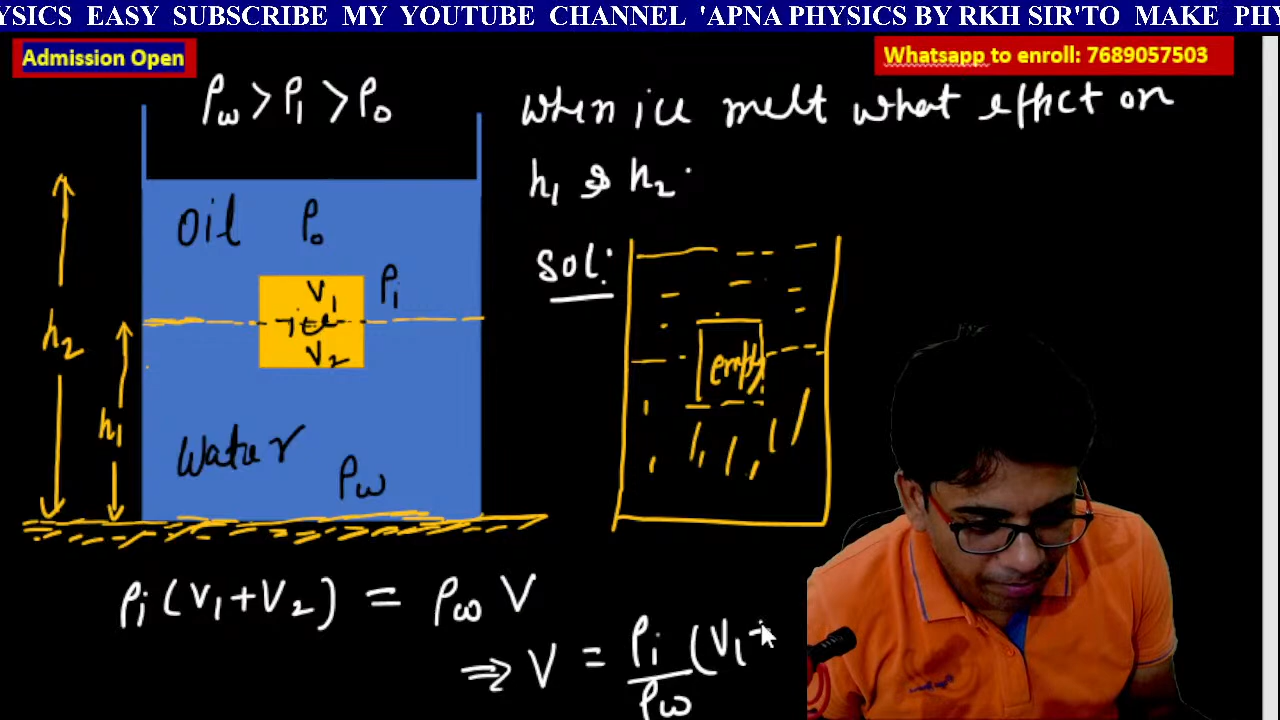 YSICS EASY SUBSCRIBE MY YOUTUBE CHANNEL 'APNA PHYSICS BY RKH SIR'TO MAKE PHY
Admission Open
Whatsapp to enroll: 7689057503
ρw > ρi > ρo
when ice melt what effect on
h1 & h2.
Oil ρo
V1 ρi
ice
V2
h2
h1
Water
ρw
Sol:
empty
ρi (V1+V2) = ρw V
⇒ V = ρi/ρw (V1+